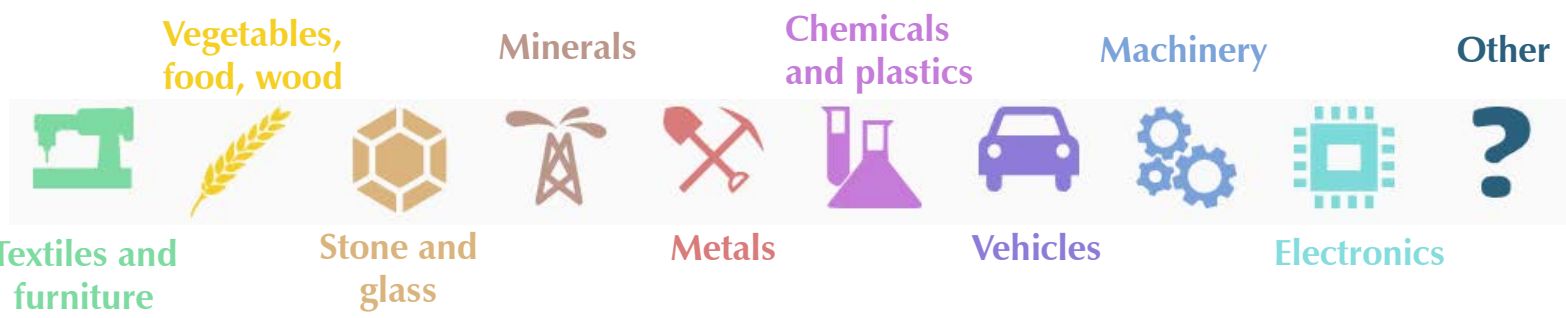 Vegetables,
food, wood
Minerals
Chemicals
and plastics
Machinery
Other
?
Textiles and
furniture
Stone and
glass
Metals
Vehicles
Electronics